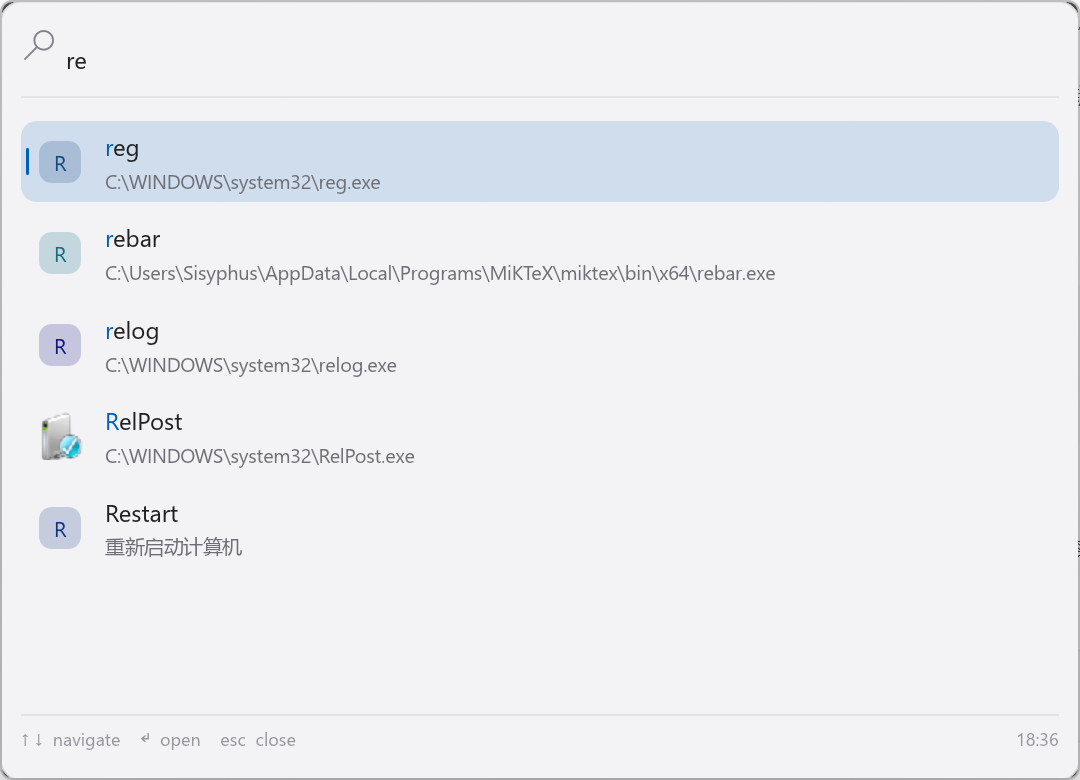 re
R
reg
C:\WINDOWS\system32\reg.exe
R
rebar
C:\Users\Sisyphus\AppData\Local\Programs\MiKTeX\miktex\bin\x64\rebar.exe
R
relog
C:\WINDOWS\system32\relog.exe
RelPost
C:\WINDOWS\system32\RelPost.exe
R
Restart
重新启动计算机
↑↓ navigate ↵ open esc close 18:36